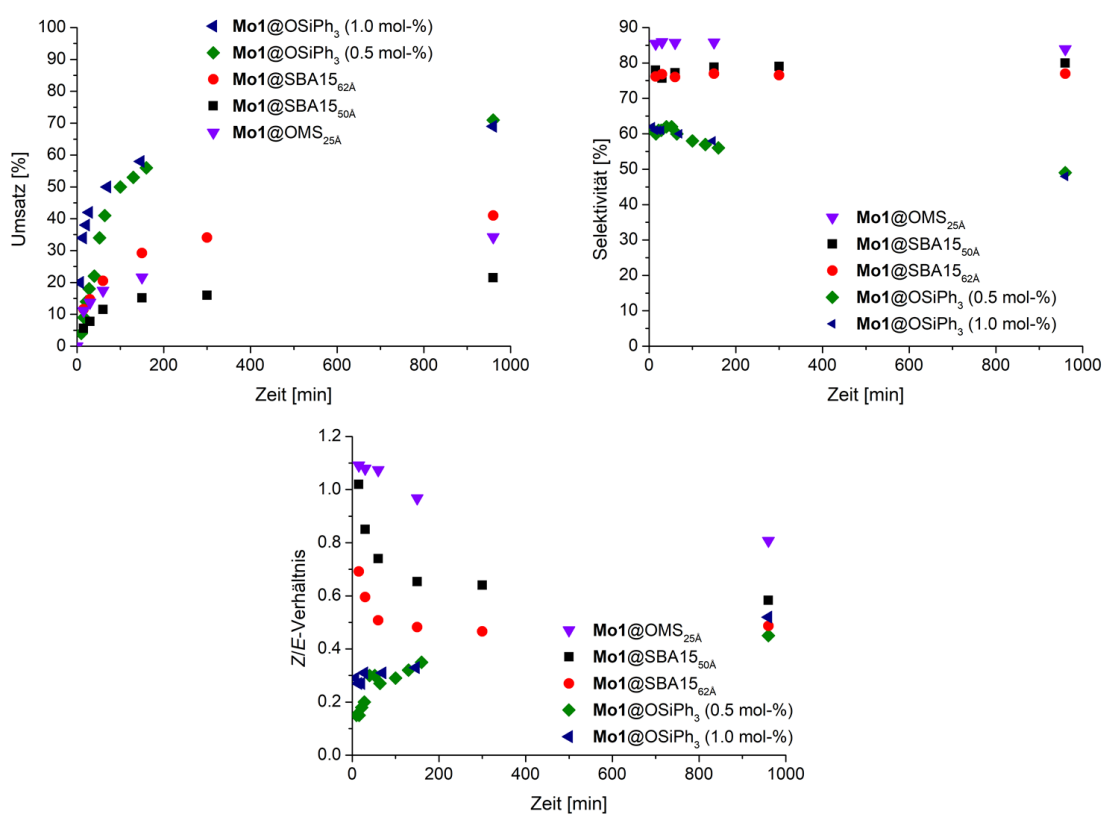 Umsatz [%]
100
90
80
70
60
50
40
30
20
10
0
Mo1@OSiPh₃ (1.0 mol-%)
Mo1@OSiPh₃ (0.5 mol-%)
Mo1@SBA15₆₂Å
Mo1@SBA15₅₀Å
Mo1@OMS₂₅Å
0 200 400 600 800 1000
Zeit [min]
Selektivität [%]
90
80
70
60
50
40
30
20
10
0
Mo1@OMS₂₅Å
Mo1@SBA15₅₀Å
Mo1@SBA15₆₂Å
Mo1@OSiPh₃ (0.5 mol-%)
Mo1@OSiPh₃ (1.0 mol-%)
0 200 400 600 800 1000
Zeit [min]
Z/E-Verhältnis
1.2
1.0
0.8
0.6
0.4
0.2
0.0
Mo1@OMS₂₅Å
Mo1@SBA15₅₀Å
Mo1@SBA15₆₂Å
Mo1@OSiPh₃ (0.5 mol-%)
Mo1@OSiPh₃ (1.0 mol-%)
0 200 400 600 800 1000
Zeit [min]